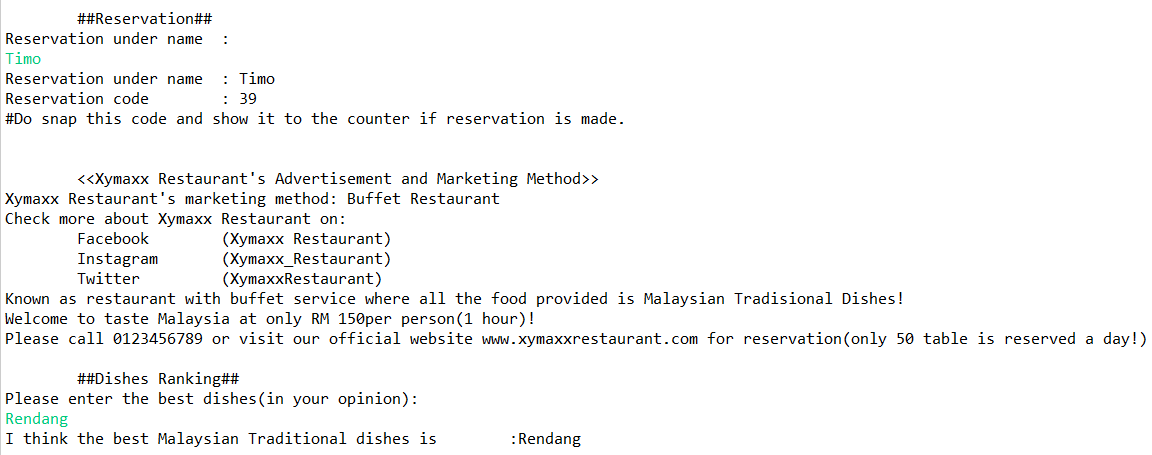 ##Reservation##
Reservation under name  :
Timo
Reservation under name  : Timo
Reservation code        : 39
#Do snap this code and show it to the counter if reservation is made.
<<Xymaxx Restaurant's Advertisement and Marketing Method>>
Xymaxx Restaurant's marketing method: Buffet Restaurant
Check more about Xymaxx Restaurant on:
Facebook        (Xymaxx Restaurant)
Instagram       (Xymaxx_Restaurant)
Twitter         (XymaxxRestaurant)
Known as restaurant with buffet service where all the food provided is Malaysian Tradisional Dishes!
Welcome to taste Malaysia at only RM 150per person(1 hour)!
Please call 0123456789 or visit our official website www.xymaxxrestaurant.com for reservation(only 50 table is reserved a day!)
##Dishes Ranking##
Please enter the best dishes(in your opinion):
Rendang
I think the best Malaysian Traditional dishes is        :Rendang